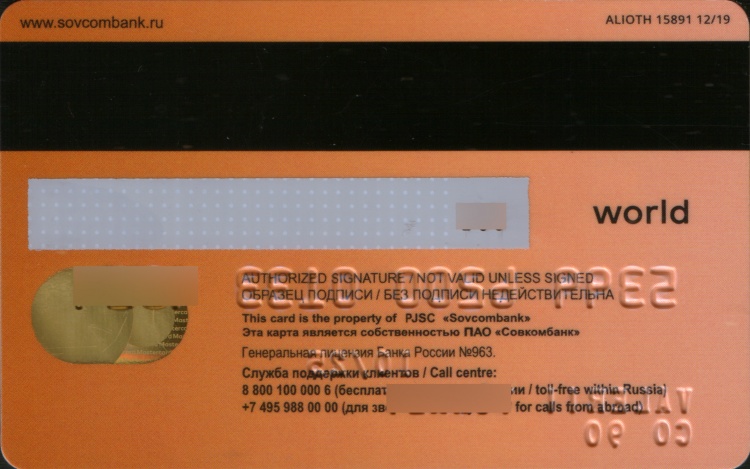 www.sovcombank.ru
ALIOTH 15891 12/19
world
AUTHORIZED SIGNATURE / NOT VALID UNLESS SIGNED
ОБРАЗЕЦ ПОДПИСИ / БЕЗ ПОДПИСИ НЕДЕЙСТВИТЕЛЬНА
This card is the property of PJSC «Sovcombank»
Эта карта является собственностью ПАО «Совкомбанк»
Генеральная лицензия Банка России №963.
Служба поддержки клиентов / Call centre:
8 800 100 000 6 / toll-free within Russia)
+7 495 988 00 00 (для for calls from abroad)